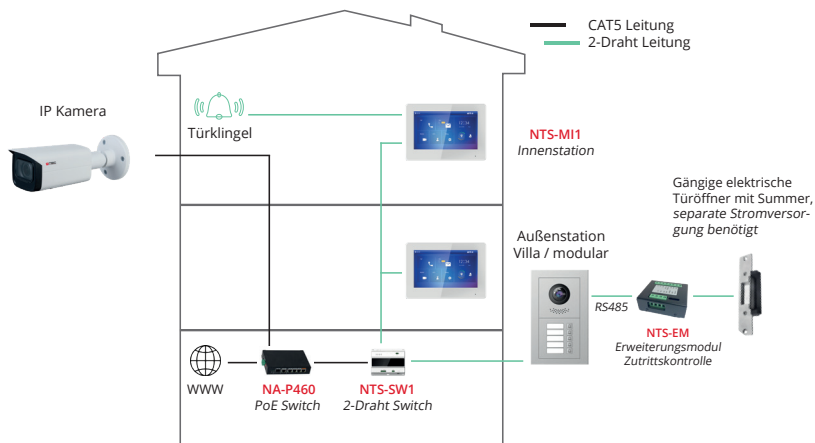 CAT5 Leitung
2-Draht Leitung
IP Kamera
Türklingel
NTS-MI1
Innenstation
Gängige elektrische
Türöffner mit Summer,
separate Stromversor-
gung benötigt
Außenstation
Villa / modular
RS485
NTS-EM
Erweiterungsmodul
Zutrittskontrolle
WWW
NA-P460
PoE Switch
NTS-SW1
2-Draht Switch